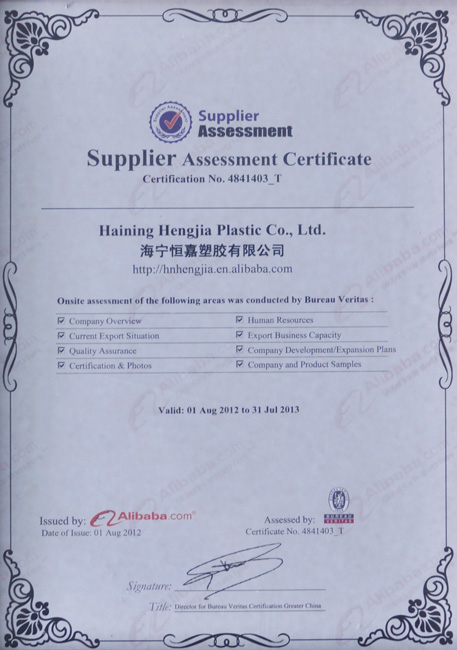 Supplier
Assessment
Supplier Assessment Certificate
Certification No. 4841403_T
Haining Hengjia Plastic Co., Ltd.
海宁恒嘉塑胶有限公司
http://hnhengjia.en.alibaba.com
Onsite assessment of the following areas was conducted by Bureau Veritas :
Company Overview
Human Resources
Current Export Situation
Export Business Capacity
Quality Assurance
Company Development/Expansion Plans
Certification & Photos
Company and Product Samples
Valid: 01 Aug 2012 to 31 Jul 2013
Issued by: Alibaba.com
Assessed by: BUREAU VERITAS
Date of Issue: 01 Aug 2012
Certificate No. 4841403_T
Signature:
Title: Director for Bureau Veritas Certification Greater China